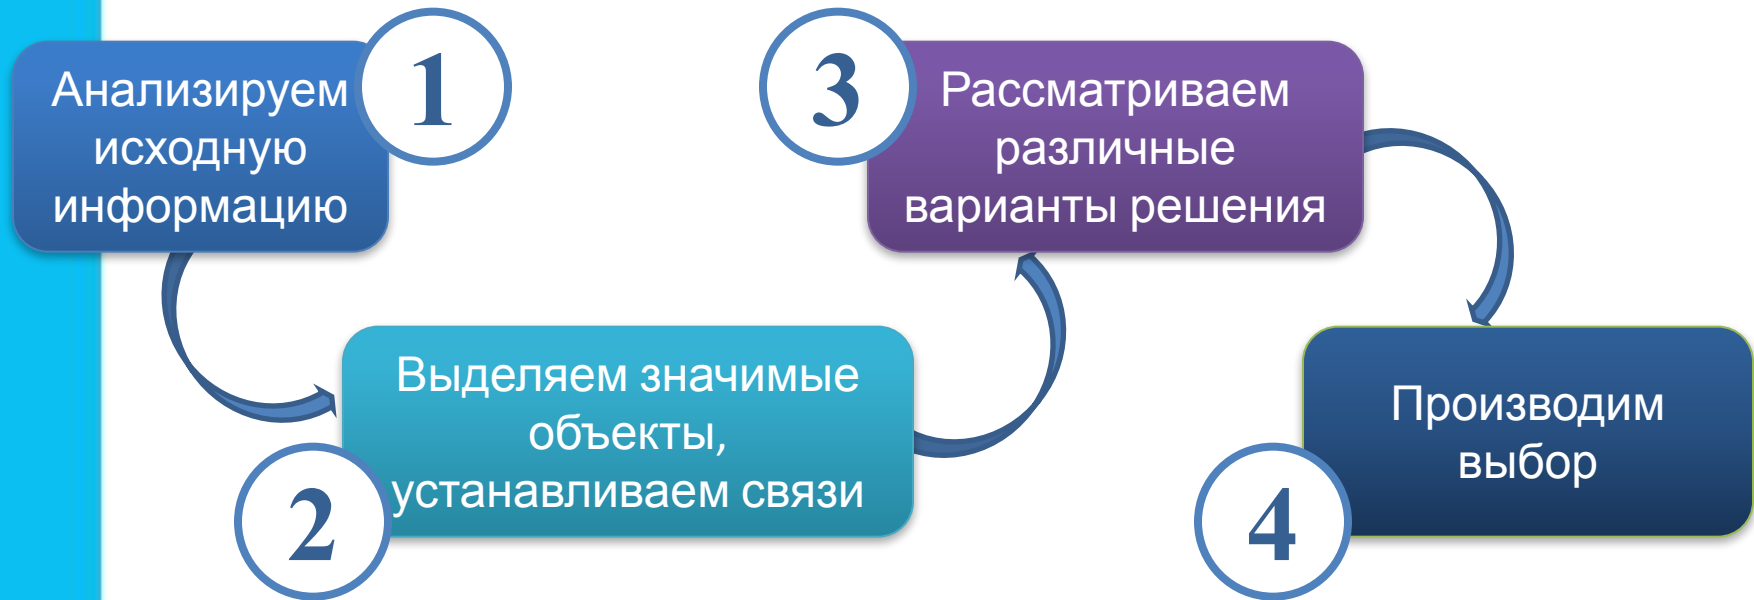 1
Анализируем
исходную
информацию
2
Выделяем значимые
объекты,
устанавливаем связи
3
Рассматриваем
различные
варианты решения
4
Производим
выбор